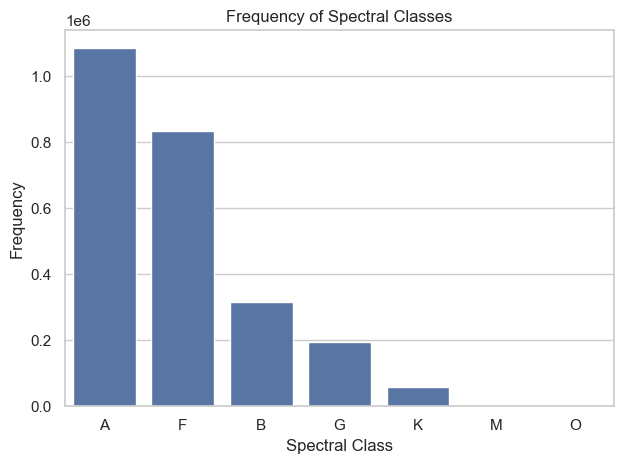 Frequency of Spectral Classes
1e6
1.0
0.8
0.6
0.4
0.2
0.0
Frequency
A F B G K M O
Spectral Class